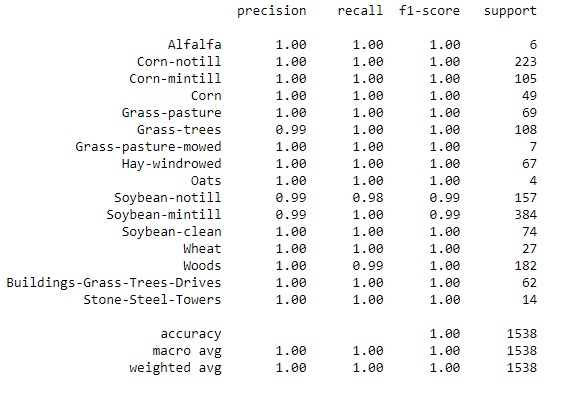 precision recall f1-score support
Alfalfa 1.00 1.00 1.00 6
Corn-notill 1.00 1.00 1.00 223
Corn-mintill 1.00 1.00 1.00 105
Corn 1.00 1.00 1.00 49
Grass-pasture 1.00 1.00 1.00 69
Grass-trees 0.99 1.00 1.00 108
Grass-pasture-mowed 1.00 1.00 1.00 7
Hay-windrowed 1.00 1.00 1.00 67
Oats 1.00 1.00 1.00 4
Soybean-notill 0.99 0.98 0.99 157
Soybean-mintill 0.99 1.00 0.99 384
Soybean-clean 1.00 1.00 1.00 74
Wheat 1.00 1.00 1.00 27
Woods 1.00 0.99 1.00 182
Buildings-Grass-Trees-Drives 1.00 1.00 1.00 62
Stone-Steel-Towers 1.00 1.00 1.00 14
accuracy 1.00 1538
macro avg 1.00 1.00 1.00 1538
weighted avg 1.00 1.00 1.00 1538